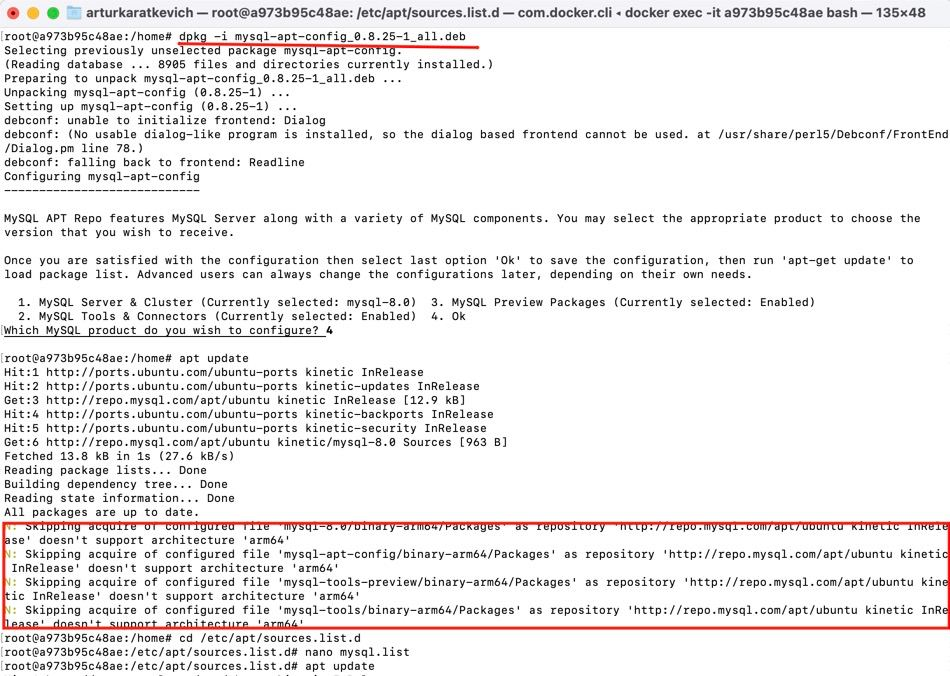 arturkaratkevich — root@a973b95c48ae: /etc/apt/sources.list.d — com.docker.cli ◂ docker exec -it a973b95c48ae bash — 135×48
[root@a973b95c48ae:/home# dpkg -i mysql-apt-config_0.8.25-1_all.deb
Selecting previously unselected package mysql-apt-config.
(Reading database ... 8905 files and directories currently installed.)
Preparing to unpack mysql-apt-config_0.8.25-1_all.deb ...
Unpacking mysql-apt-config (0.8.25-1) ...
Setting up mysql-apt-config (0.8.25-1) ...
debconf: unable to initialize frontend: Dialog
debconf: (No usable dialog-like program is installed, so the dialog based frontend cannot be used. at /usr/share/perl5/Debconf/FrontEnd
/Dialog.pm line 78.)
debconf: falling back to frontend: Readline
Configuring mysql-apt-config
----------------------------
MySQL APT Repo features MySQL Server along with a variety of MySQL components. You may select the appropriate product to choose the
version that you wish to receive.
Once you are satisfied with the configuration then select last option 'Ok' to save the configuration, then run 'apt-get update' to
load package list. Advanced users can always change the configurations later, depending on their own needs.
1. MySQL Server & Cluster (Currently selected: mysql-8.0)  3. MySQL Preview Packages (Currently selected: Enabled)
2. MySQL Tools & Connectors (Currently selected: Enabled)  4. Ok
[Which MySQL product do you wish to configure? 4
[root@a973b95c48ae:/home# apt update
Hit:1 http://ports.ubuntu.com/ubuntu-ports kinetic InRelease
Hit:2 http://ports.ubuntu.com/ubuntu-ports kinetic-updates InRelease
Get:3 http://repo.mysql.com/apt/ubuntu kinetic InRelease [12.9 kB]
Hit:4 http://ports.ubuntu.com/ubuntu-ports kinetic-backports InRelease
Hit:5 http://ports.ubuntu.com/ubuntu-ports kinetic-security InRelease
Get:6 http://repo.mysql.com/apt/ubuntu kinetic/mysql-8.0 Sources [963 B]
Fetched 13.8 kB in 1s (27.6 kB/s)
Reading package lists... Done
Building dependency tree... Done
Reading state information... Done
All packages are up to date.
N: Skipping acquire of configured file 'mysql-8.0/binary-arm64/Packages' as repository 'http://repo.mysql.com/apt/ubuntu kinetic InRele
ase' doesn't support architecture 'arm64'
N: Skipping acquire of configured file 'mysql-apt-config/binary-arm64/Packages' as repository 'http://repo.mysql.com/apt/ubuntu kinetic
InRelease' doesn't support architecture 'arm64'
N: Skipping acquire of configured file 'mysql-tools-preview/binary-arm64/Packages' as repository 'http://repo.mysql.com/apt/ubuntu kine
tic InRelease' doesn't support architecture 'arm64'
N: Skipping acquire of configured file 'mysql-tools/binary-arm64/Packages' as repository 'http://repo.mysql.com/apt/ubuntu kinetic InRe
lease' doesn't support architecture 'arm64'
[root@a973b95c48ae:/home# cd /etc/apt/sources.list.d
[root@a973b95c48ae:/etc/apt/sources.list.d# nano mysql.list
[root@a973b95c48ae:/etc/apt/sources.list.d# apt update